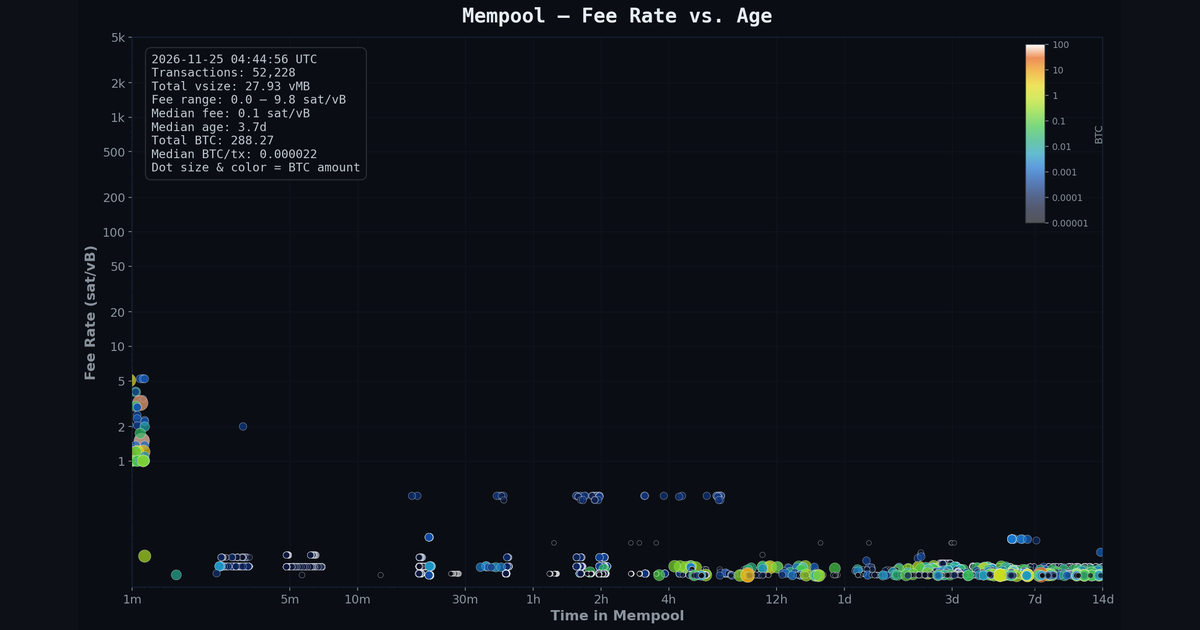 Mempool — Fee Rate vs. Age
2026-11-25 04:44:56 UTC
Transactions: 52,228
Total vsize: 27.93 vMB
Fee range: 0.0 – 9.8 sat/vB
Median fee: 0.1 sat/vB
Median age: 3.7d
Total BTC: 288.27
Median BTC/tx: 0.000022
Dot size & color = BTC amount
100
10
1
0.1
0.01
0.001
0.0001
0.00001
BTC
Fee Rate (sat/vB)
5k
2k
1k
500
200
100
50
20
10
5
2
1
1m
5m
10m
30m
1h
2h
4h
12h
1d
3d
7d
14d
Time in Mempool